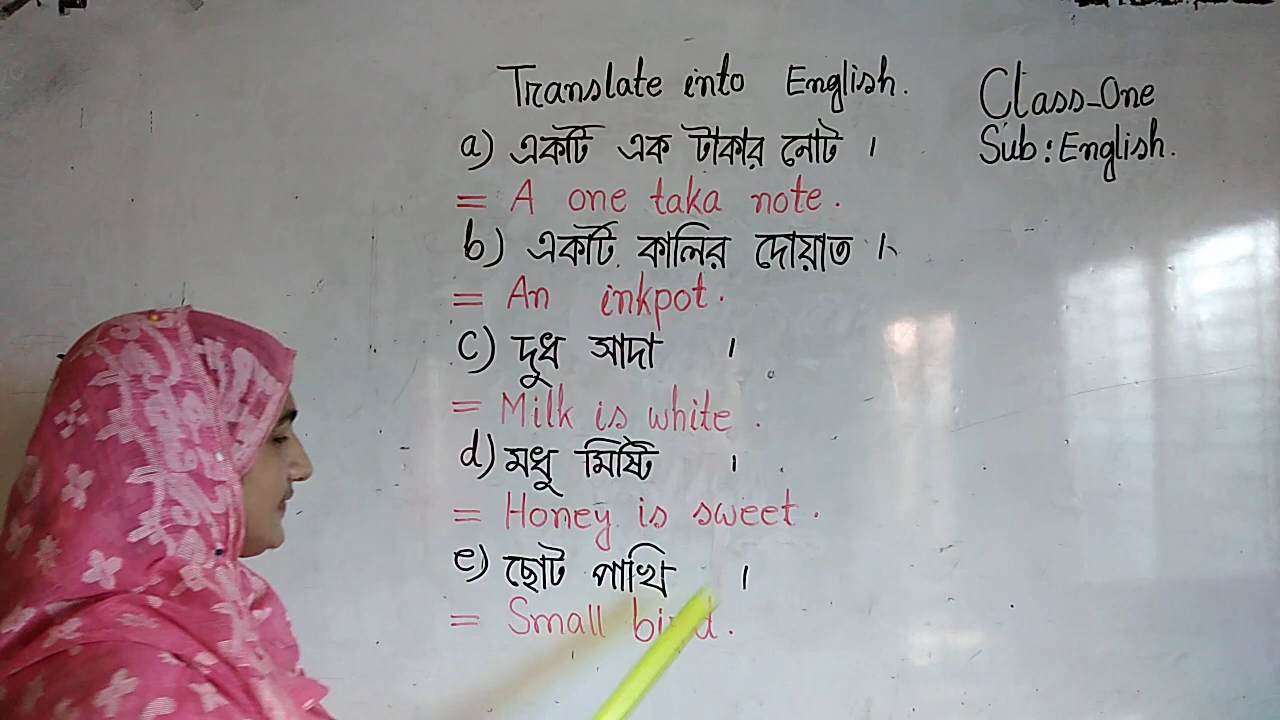 Translate into English.
Class-One
Sub: English.
a) একটি এক টাকার নোট ।
= A one taka note.
b) একটি কালির দোয়াত ।
= An inkpot.
c) দুধ সাদা ।
= Milk is white.
d) মধু মিষ্টি ।
= Honey is sweet.
e) ছোট পাখি ।
= Small bird.